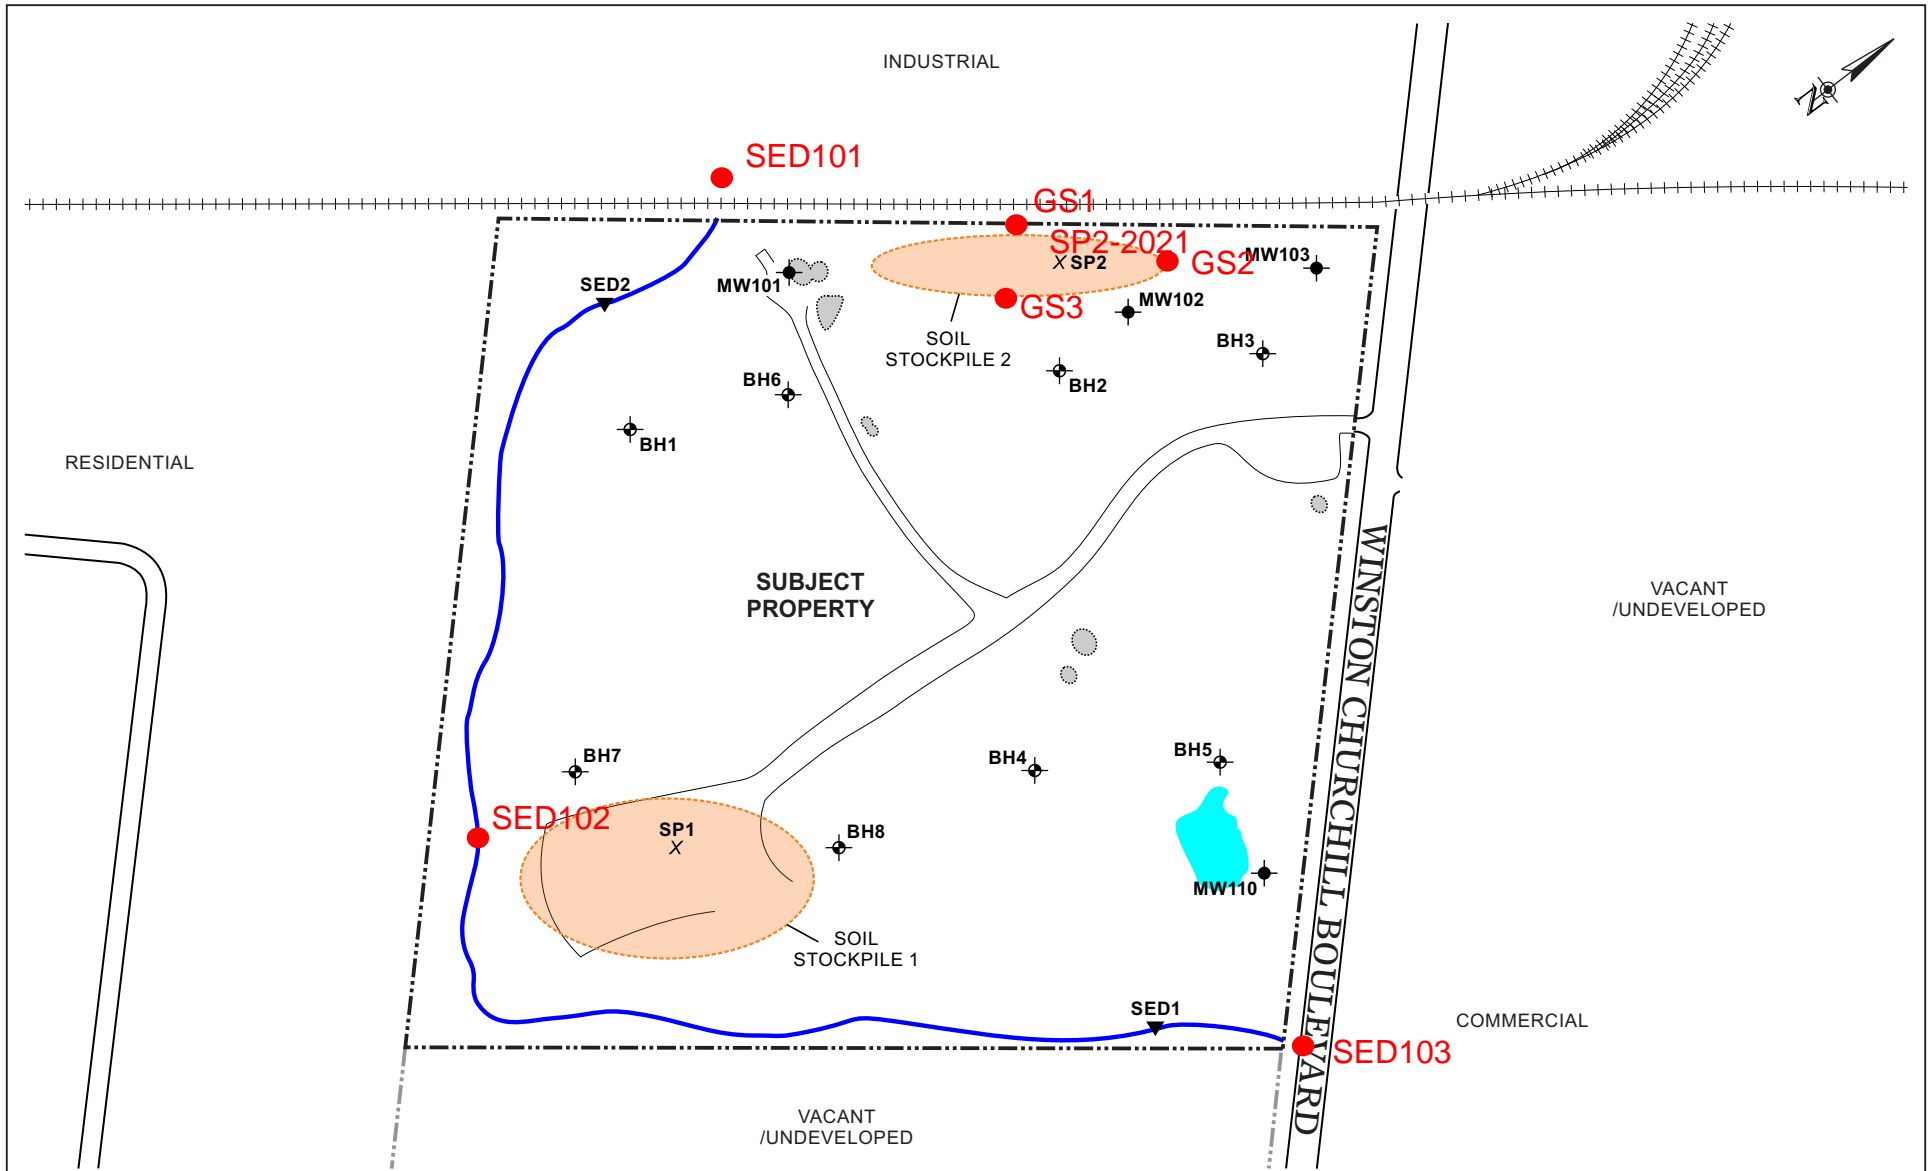 INDUSTRIAL
N
SED101
GS1
SP2-2021
SP2
GS2
MW103
MW101
SED2
GS3
MW102
SOIL
STOCKPILE 2
BH3
BH2
BH6
BH1
RESIDENTIAL
SUBJECT
PROPERTY
VACANT
/UNDEVELOPED
WINSTON CHURCHILL BOULEVARD
BH7
BH4
BH5
SED102
SP1
X
BH8
MW110
SOIL
STOCKPILE 1
SED1
COMMERCIAL
SED103
VACANT
/UNDEVELOPED